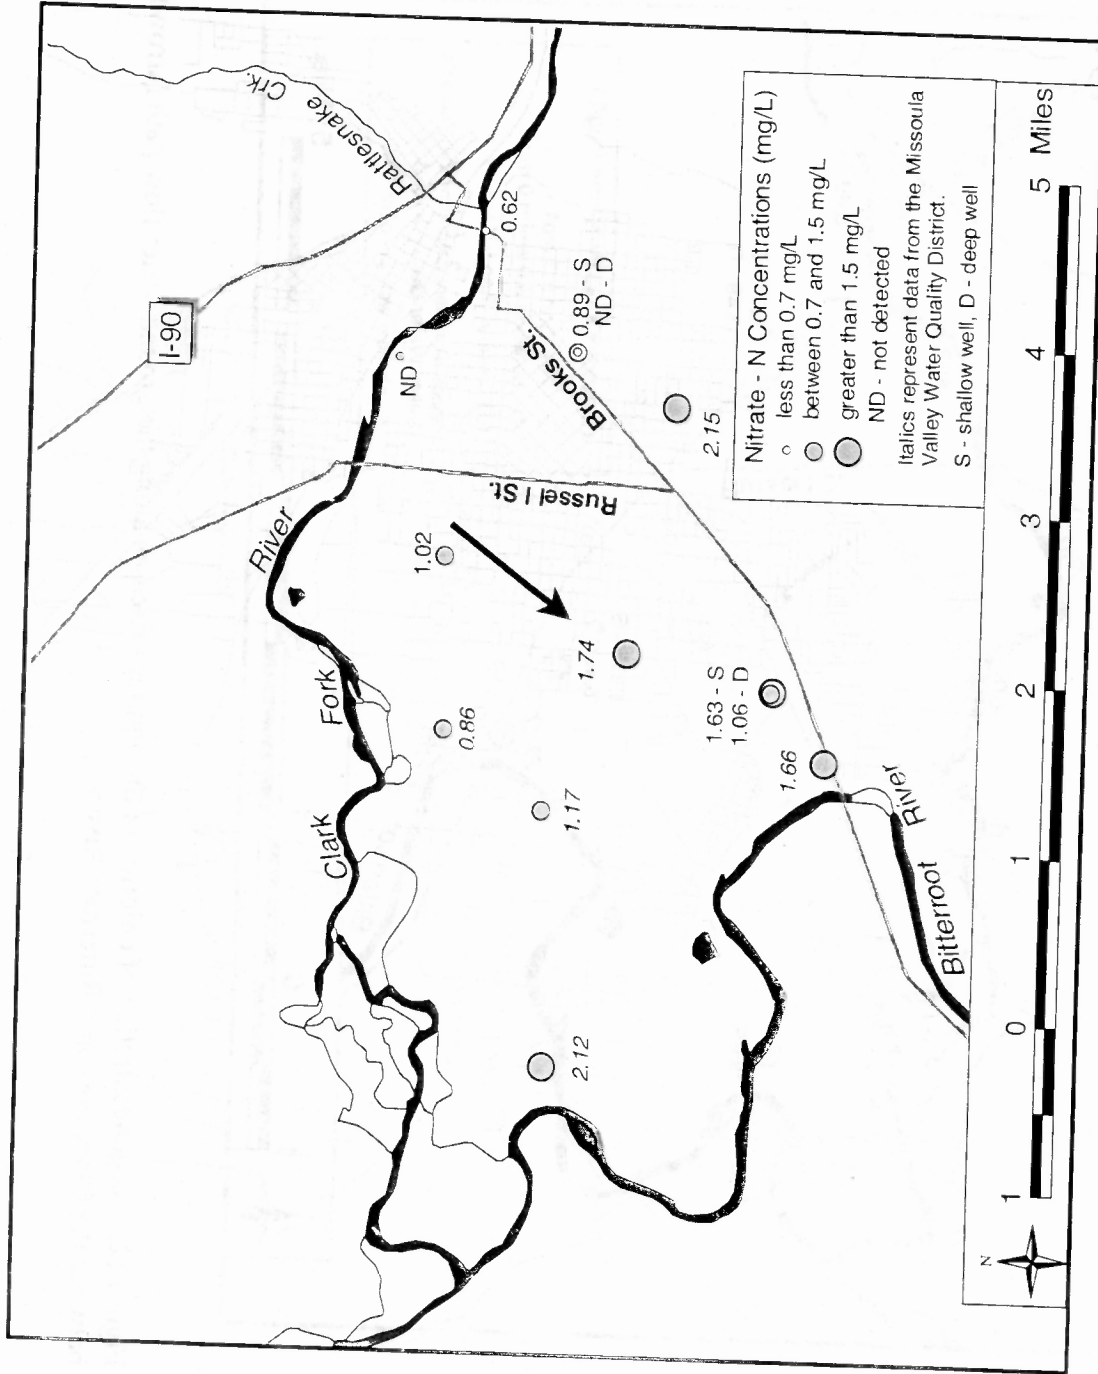 Rattlesnake Crk.
I-90
0.62
ND
0.89 - S
ND - D
Brooks St.
2.15
Russel l St.
River
1.02
1.74
Fork
0.86
1.63 - S
1.06 - D
1.66
Clark
1.17
River
Bitterroot
2.12
Nitrate - N Concentrations (mg/L)
less than 0.7 mg/L
between 0.7 and 1.5 mg/L
greater than 1.5 mg/L
ND - not detected
Italics represent data from the Missoula
Valley Water Quality District.
S - shallow well, D - deep well
N
1 0 1 2 3 4 5 Miles